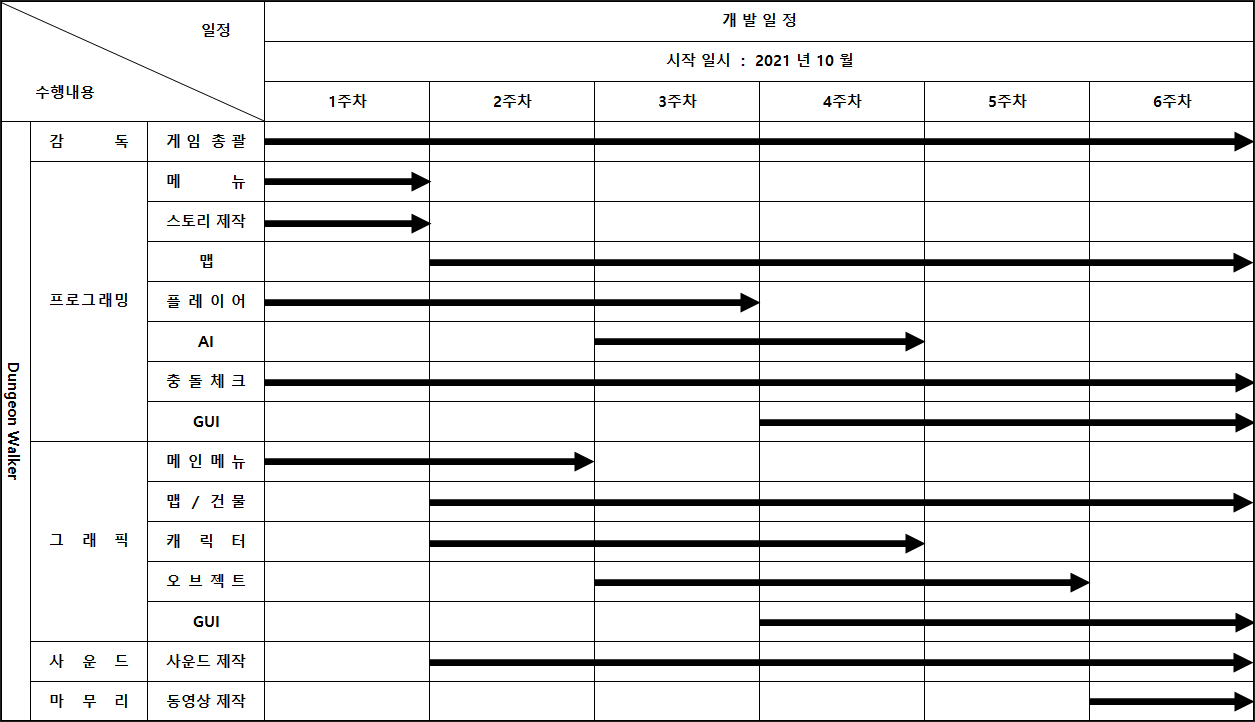 일정
수행내용
개 발 일 정
시작 일시 : 2021 년 10 월
1주차 2주차 3주차 4주차 5주차 6주차
Dungeon Walker
감 독 게 임 총 괄
프로그래밍
메 뉴
스토리 제작
맵
플 레 이 어
AI
충 돌 체 크
GUI
그 래 픽
메 인 메 뉴
맵 / 건 물
캐 릭 터
오 브 젝 트
GUI
사 운 드 사운드 제작
마 무 리 동영상 제작